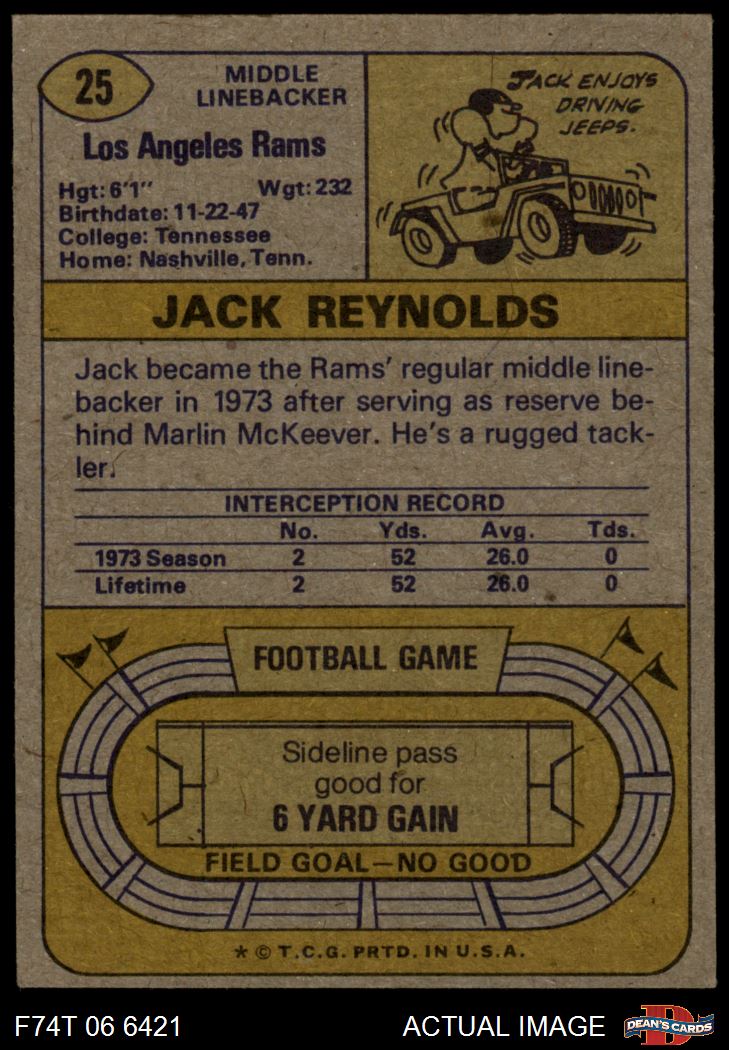 25
MIDDLE
LINEBACKER
Los Angeles Rams
Hgt: 6'1" Wgt: 232
Birthdate: 11-22-47
College: Tennessee
Home: Nashville, Tenn.
JACK ENJOYS
DRIVING
JEEPS.
JACK REYNOLDS
Jack became the Rams' regular middle line-
backer in 1973 after serving as reserve be-
hind Marlin McKeever. He's a rugged tack-
ler.
INTERCEPTION RECORD
No. Yds. Avg. Tds.
1973 Season 2 52 26.0 0
Lifetime 2 52 26.0 0
FOOTBALL GAME
Sideline pass
good for
6 YARD GAIN
FIELD GOAL—NO GOOD
* © T.C.G. PRTD. IN U.S.A.
F74T 06 6421 ACTUAL IMAGE
D
DEAN'S CARDS